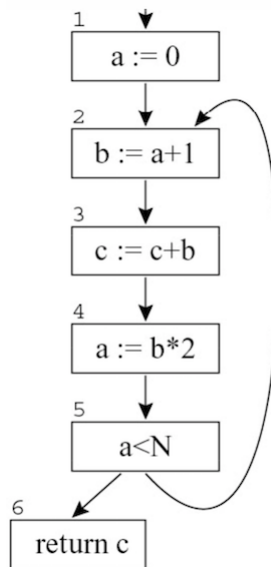 1
a := 0
2
b := a+1
3
c := c+b
4
a := b*2
5
a<N
6
return c